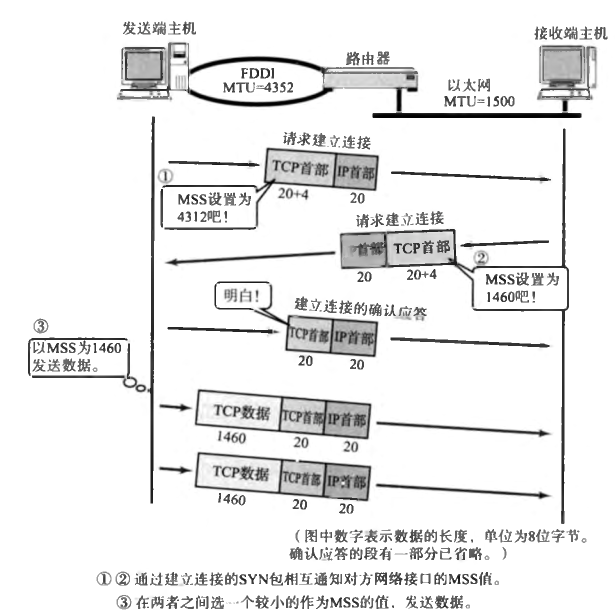 发送端主机
接收端主机
路由器
FDDI
MTU=4352
以太网
MTU=1500
请求建立连接
TCP首部 IP首部
20+4 20
①
MSS设置为
4312吧!
请求建立连接
IP首部 TCP首部
20 20+4
②
MSS设置为
1460吧!
明白!
建立连接的确认应答
TCP首部 IP首部
20 20
③
以MSS为1460
发送数据。
TCP数据 TCP首部 IP首部
1460 20 20
TCP数据 TCP首部 IP首部
1460 20 20
(图中数字表示数据的长度,单位为8位字节。
确认应答的段有一部分已省略。)
①②通过建立连接的SYN包相互通知对方网络接口的MSS值。
③在两者之间选一个较小的作为MSS的值,发送数据。